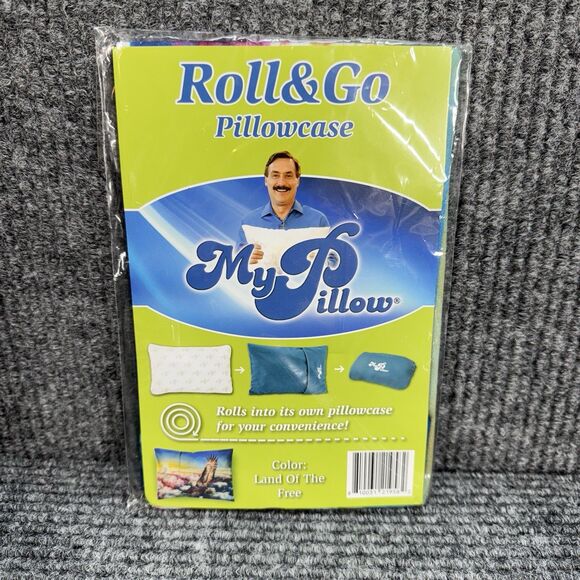 Roll&Go
Pillowcase
MyPillow®
Rolls into its own pillowcase
for your convenience!
Color:
Land Of The
Free